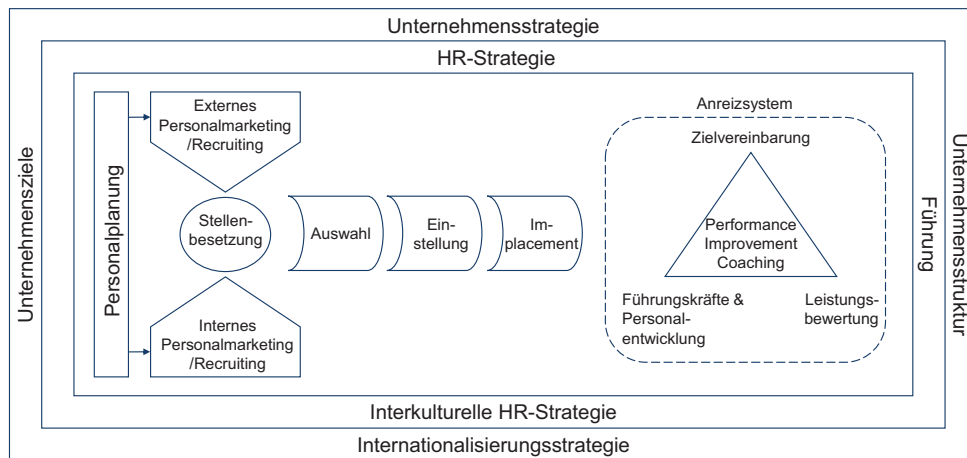 Unternehmensstrategie
HR-Strategie
Unternehmensziele
Personalplanung
Externes
Personalmarketing
/Recruiting
Stellen-
besetzung
Internes
Personalmarketing
/Recruiting
Auswahl
Ein-
stellung
Im-
placement
Anreizsystem
Zielvereinbarung
Performance
Improvement
Coaching
Führungskräfte &
Personal-
entwicklung
Leistungs-
bewertung
Führung
Unternehmensstruktur
Interkulturelle HR-Strategie
Internationalisierungsstrategie